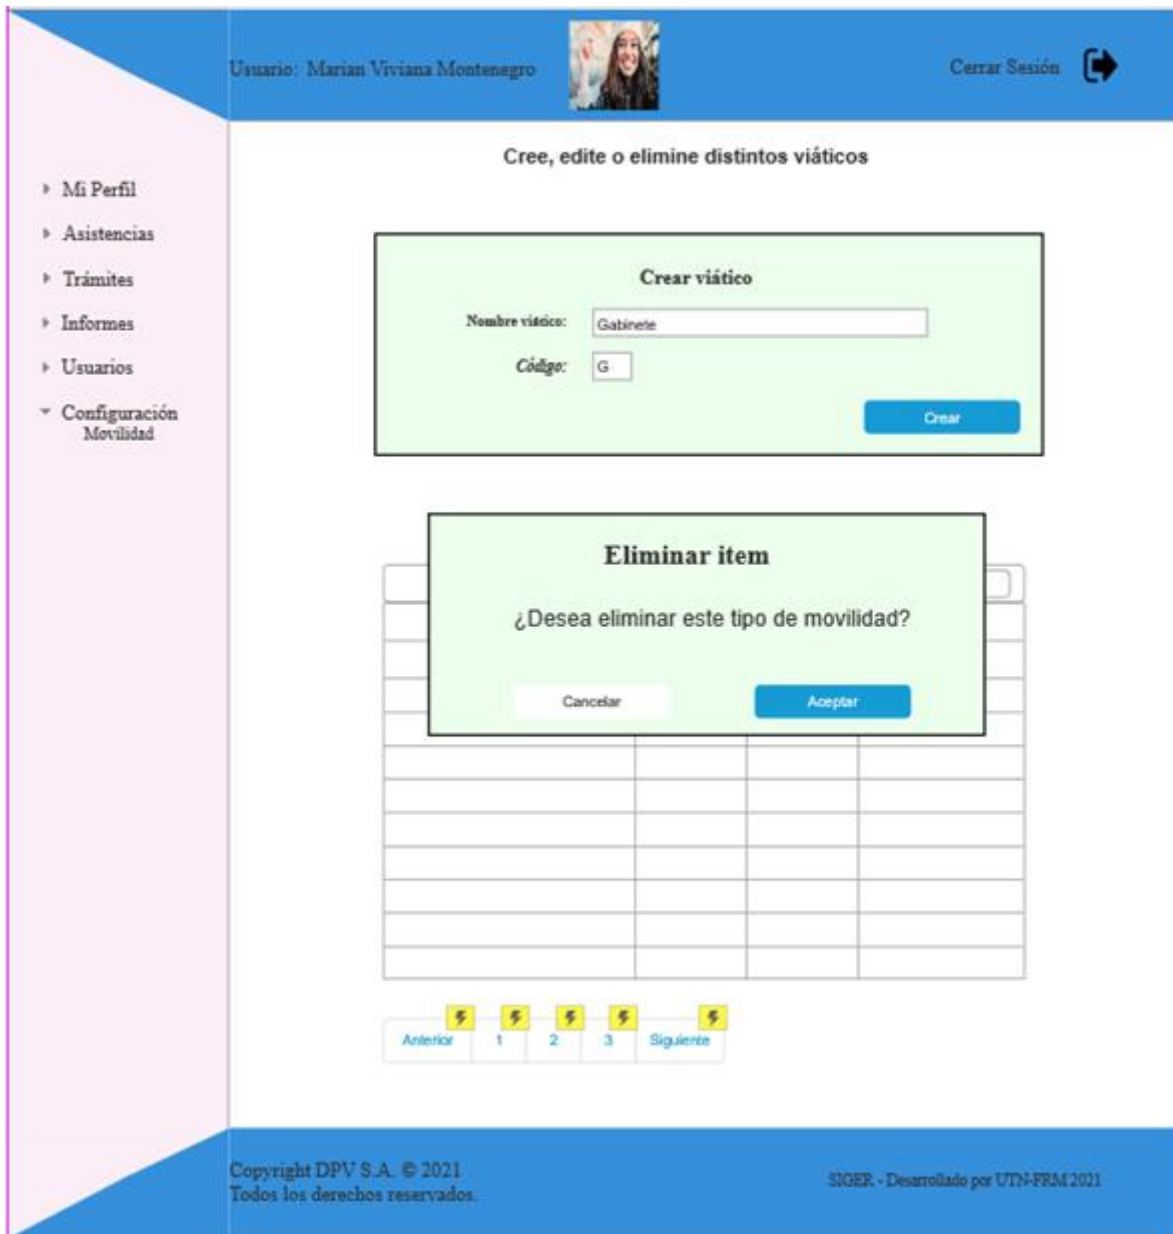 Usuario: Marian Viviana Montenegro
Cerrar Sesión
Cree, edite o elimine distintos viáticos
Mi Perfil
Asistencias
Trámites
Informes
Usuarios
Configuración
Movilidad
Crear viático
Nombre viático:
Gabinete
Código:
G
Crear
Eliminar item
¿Desea eliminar este tipo de movilidad?
Cancelar
Aceptar
Anterior
1
2
3
Siguiente
Copyright DPV S.A. © 2021
Todos los derechos reservados.
SIGER - Desarrollado por UTN-FRM 2021